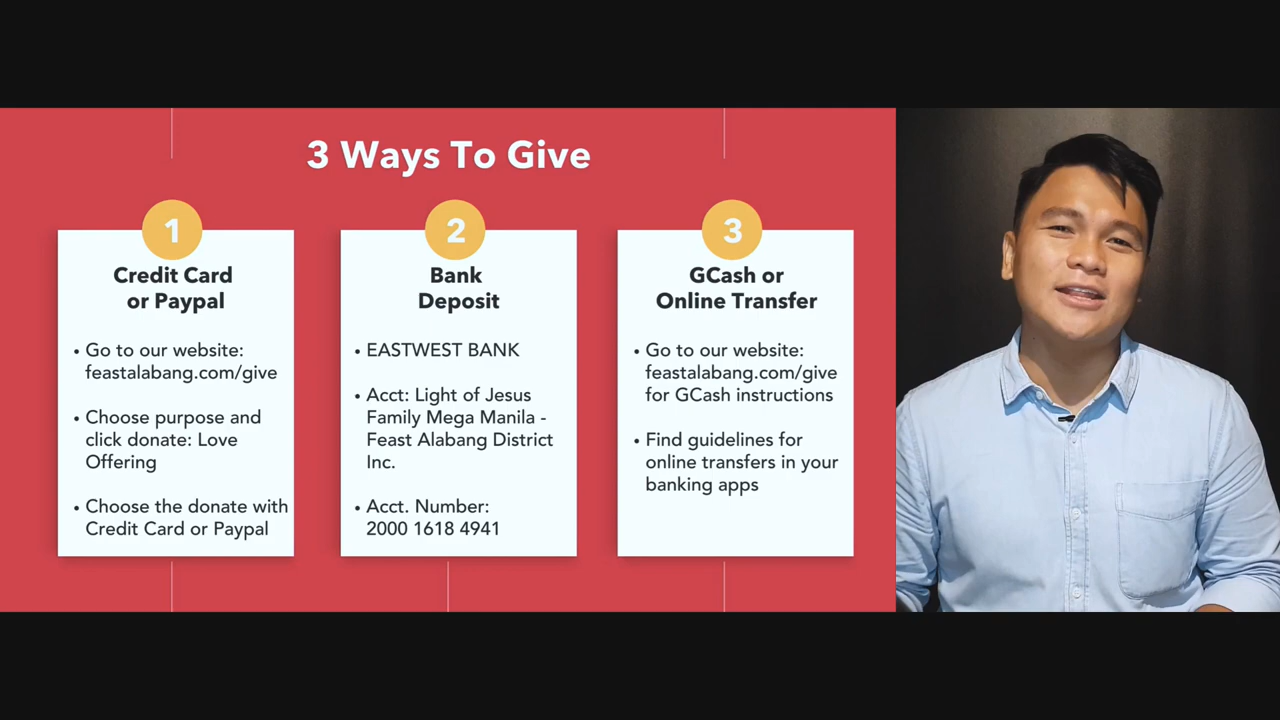 3 Ways To Give
1
Credit Card
or Paypal
• Go to our website:
feastalabang.com/give
• Choose purpose and
click donate: Love
Offering
• Choose the donate with
Credit Card or Paypal
2
Bank
Deposit
• EASTWEST BANK
• Acct: Light of Jesus
Family Mega Manila -
Feast Alabang District
Inc.
• Acct. Number:
2000 1618 4941
3
GCash or
Online Transfer
• Go to our website:
feastalabang.com/give
for GCash instructions
• Find guidelines for
online transfers in your
banking apps